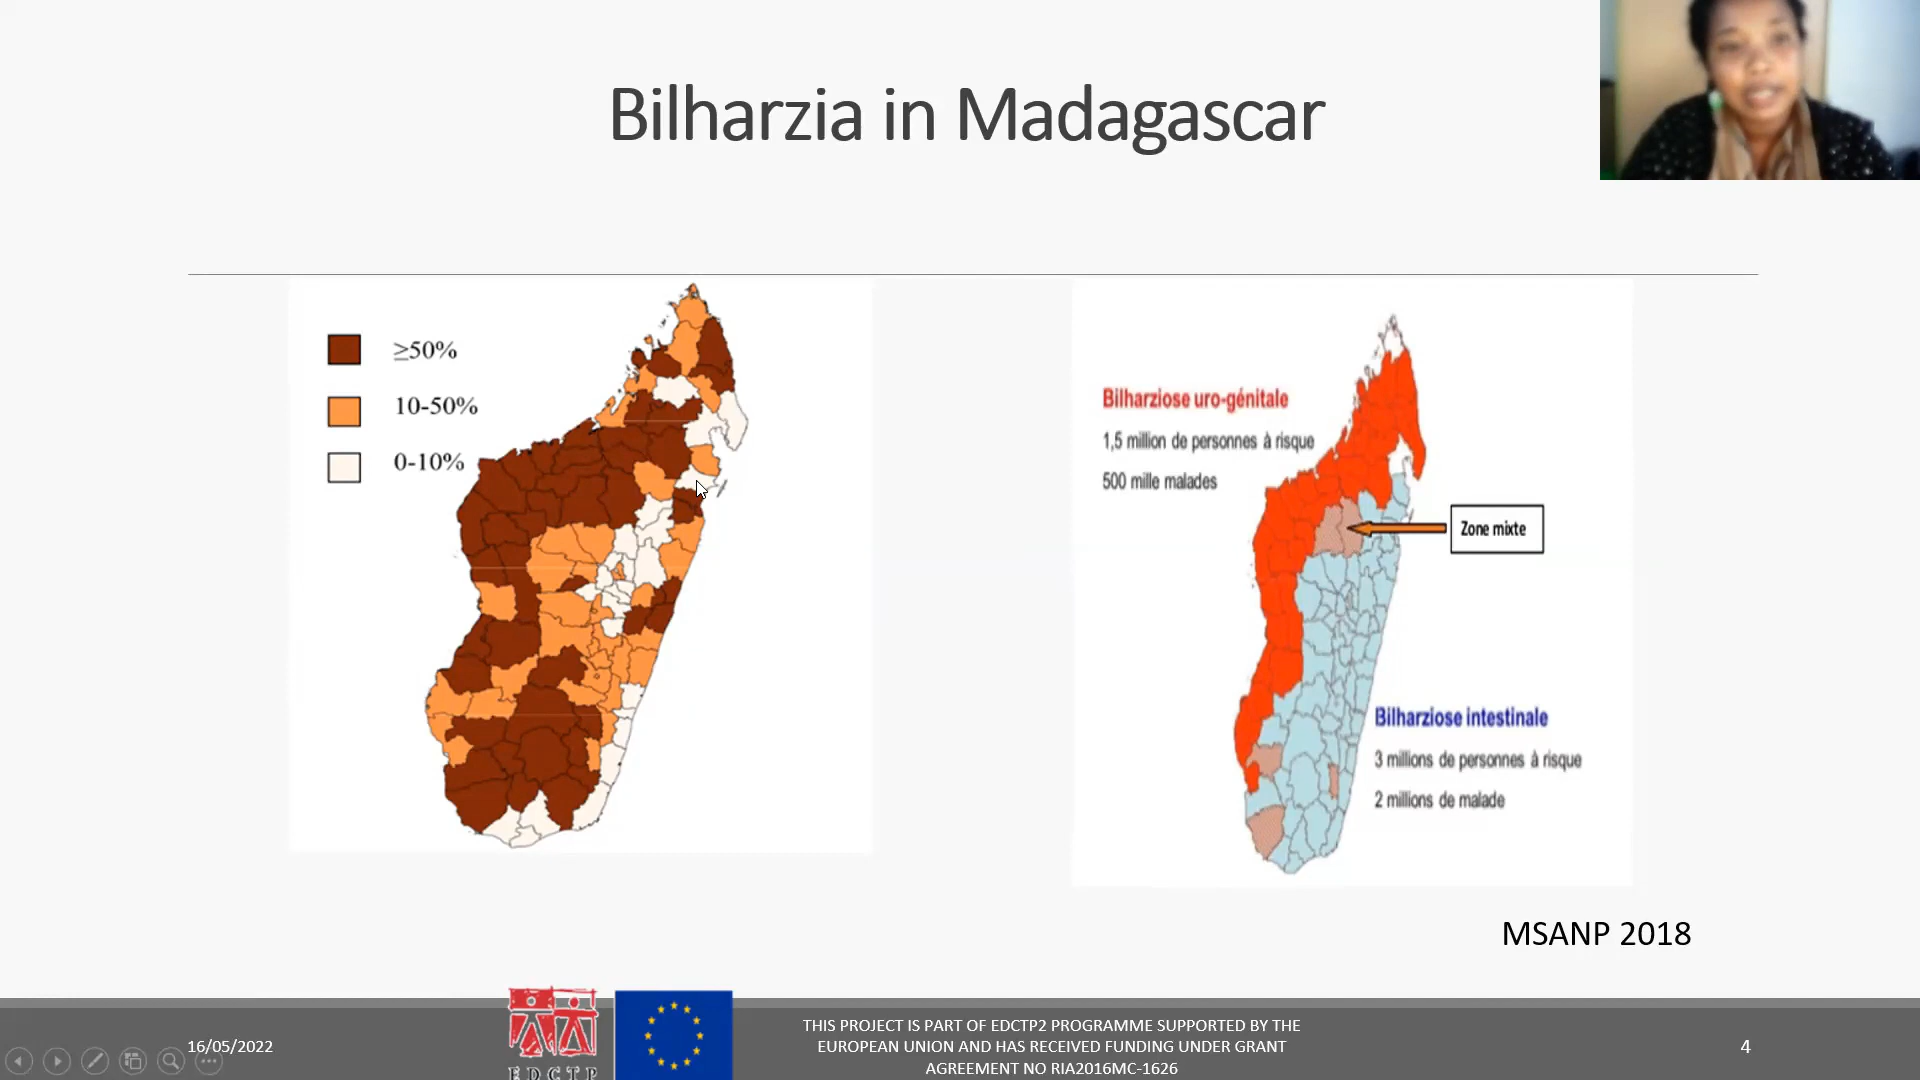 Bilharzia in Madagascar
≥50%
10-50%
0-10%
Bilharziose uro-génitale
1,5 million de personnes à risque
500 mille malades
Zone mixte
Bilharziose intestinale
3 millions de personnes à risque
2 millions de malade
MSANP 2018
16/05/2022
EDCTP
THIS PROJECT IS PART OF EDCTP2 PROGRAMME SUPPORTED BY THE
EUROPEAN UNION AND HAS RECEIVED FUNDING UNDER GRANT
AGREEMENT NO RIA2016MC-1626
4